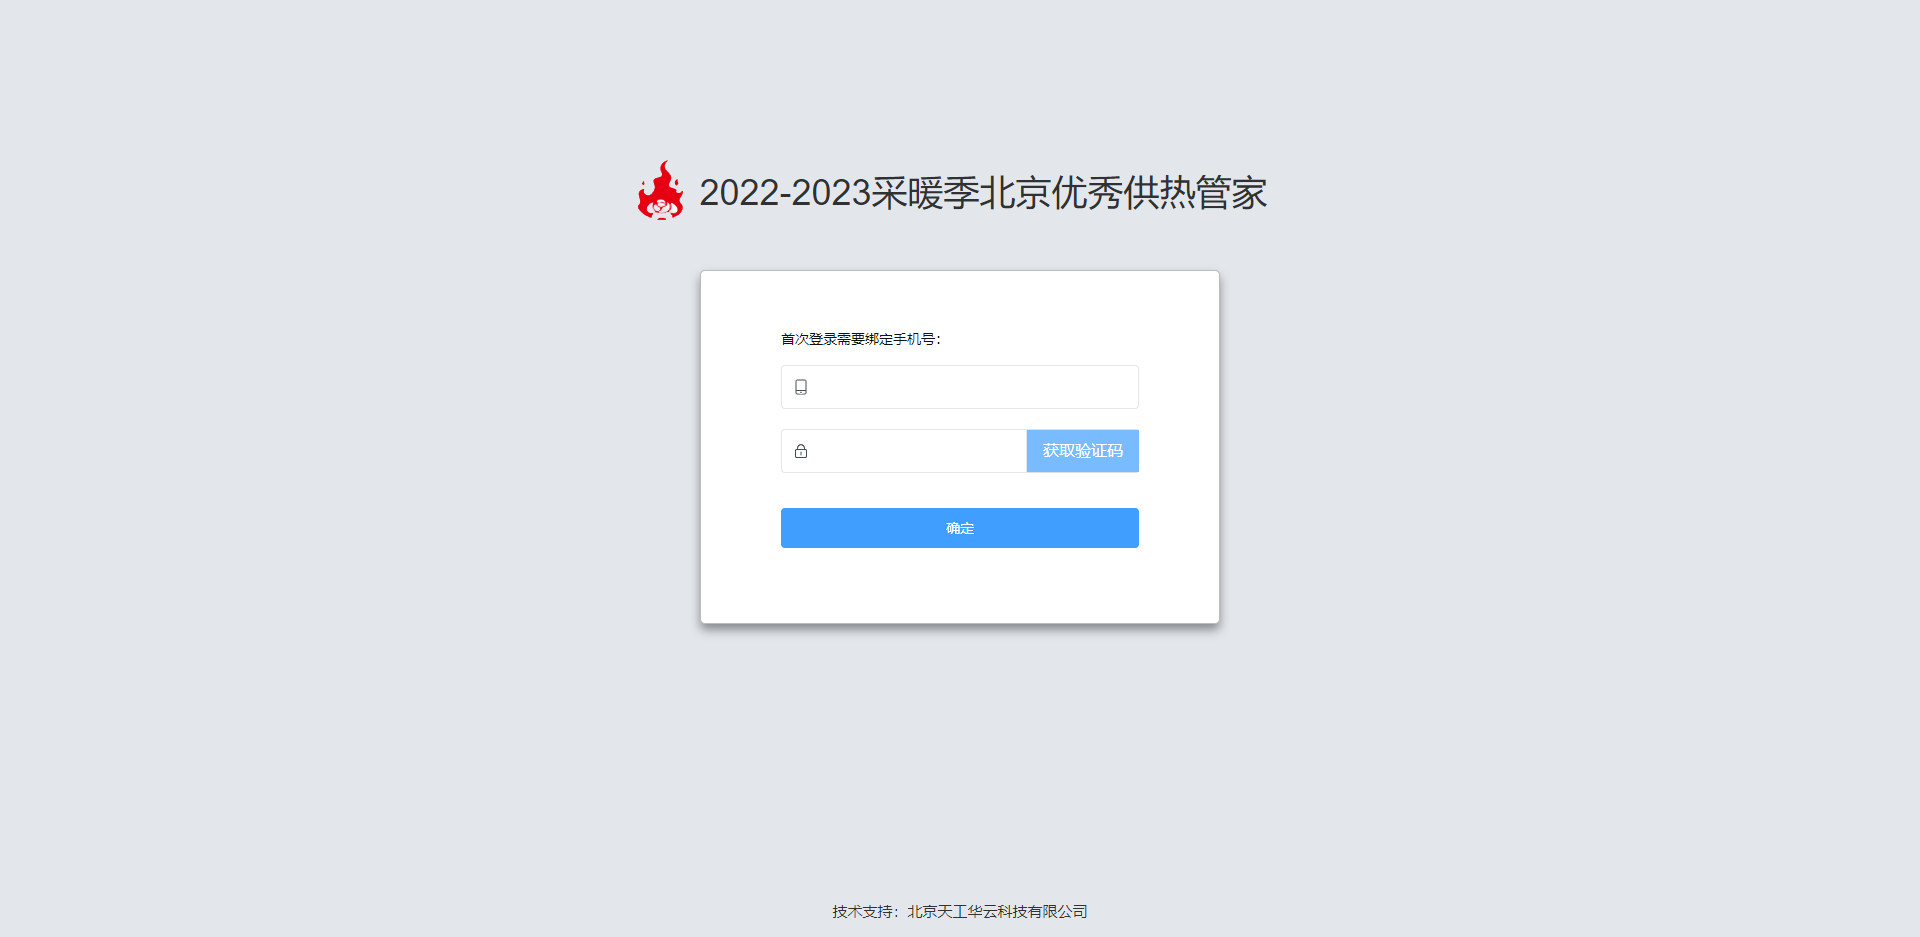 2022-2023采暖季北京优秀供热管家
首次登录需要绑定手机号：
获取验证码
确定
技术支持：北京天工华云科技有限公司